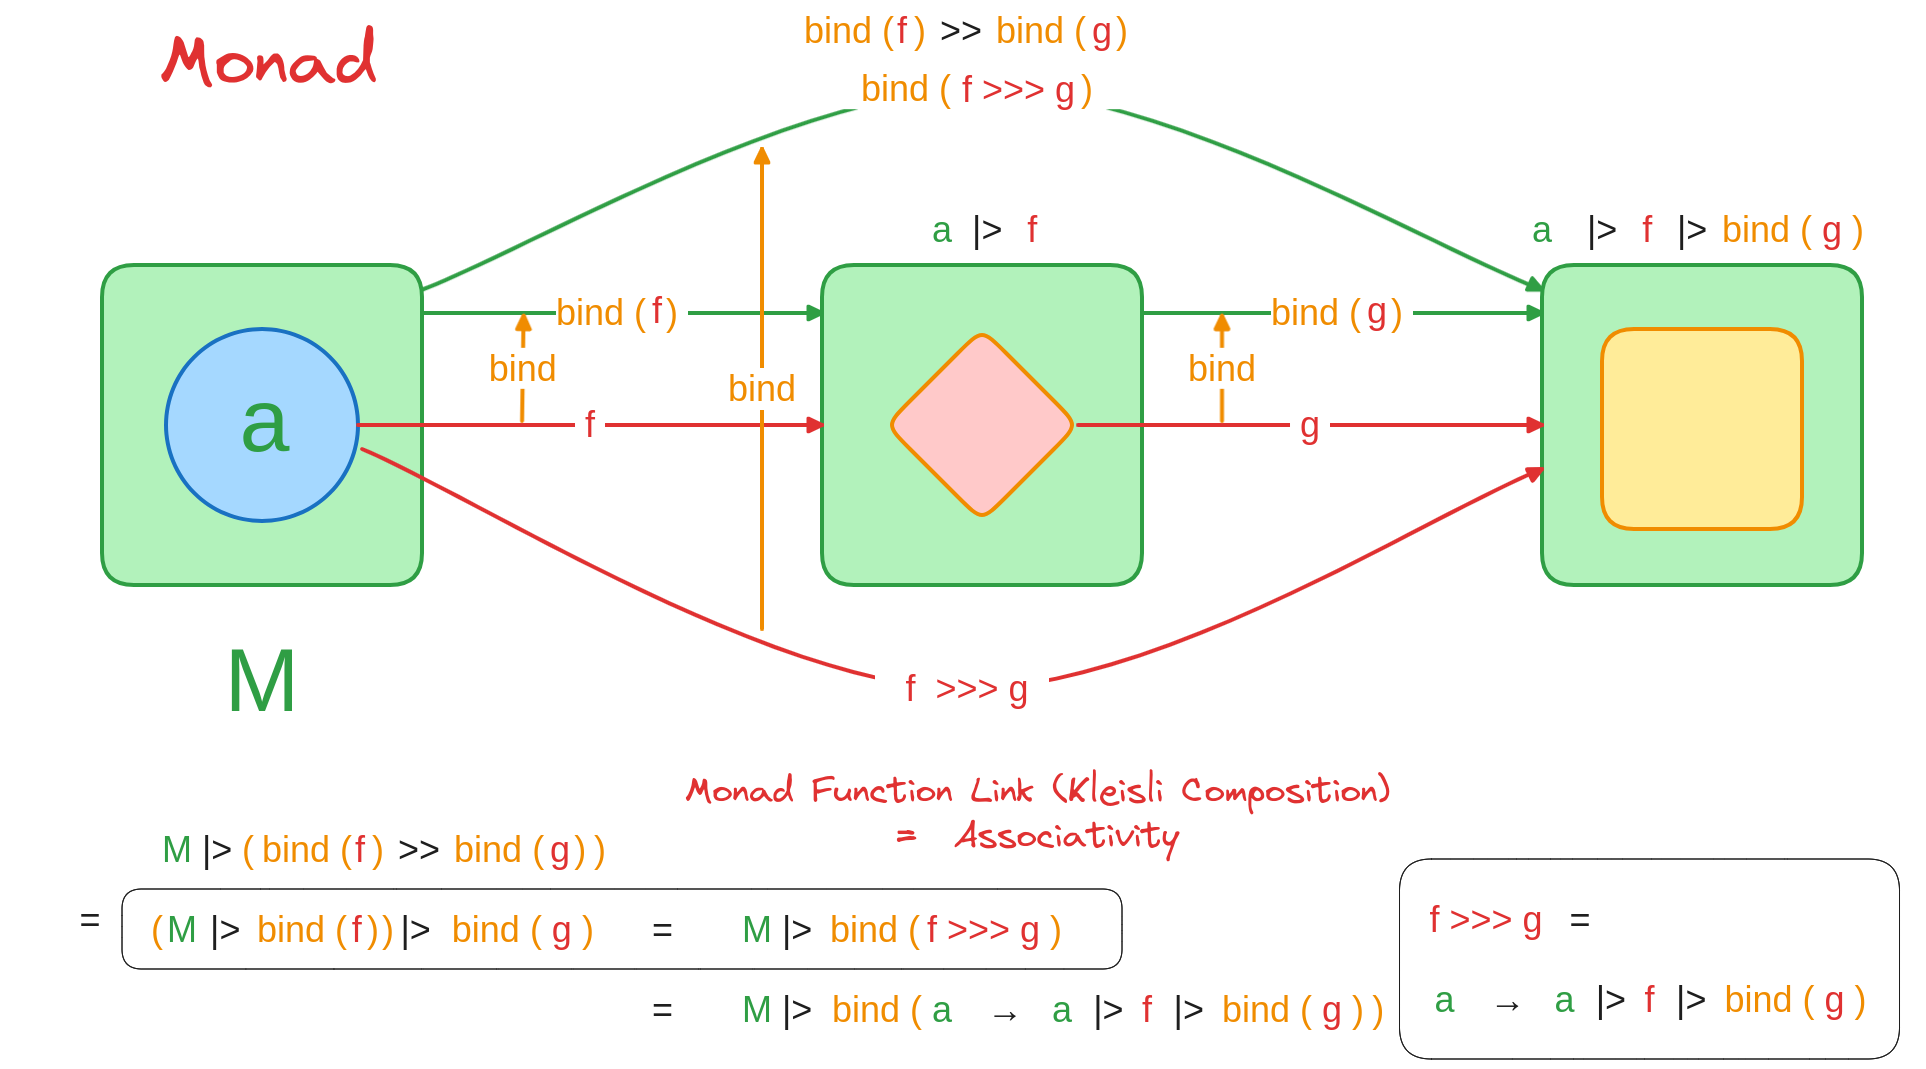 Monad
bind (f) >> bind (g)
bind ( f >>> g )
a |> f
a |> f |> bind ( g )
bind (f)
bind (g)
bind
bind
bind
a
f
g
M
f >>> g
Monad Function Link (Kleisli Composition)
= Associativity
M |> (bind (f) >> bind (g))
= (M |> bind (f))|> bind ( g ) = M |> bind (f >>> g )
= M |> bind ( a → a |> f |> bind ( g ) )
f >>> g =
a → a |> f |> bind ( g )